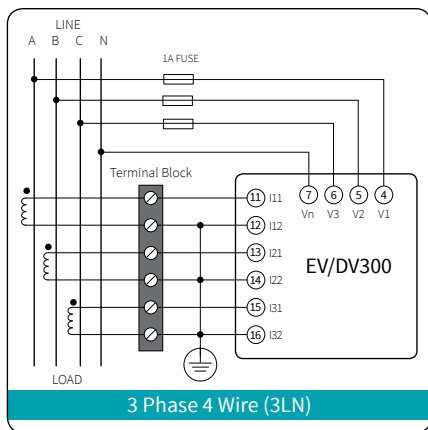 LINE
A B C N
1A FUSE
Terminal Block
11 I11
7 6 5 4
Vn V3 V2 V1
12 I12
13 I21
EV/DV300
14 I22
15 I31
16 I32
LOAD
3 Phase 4 Wire (3LN)